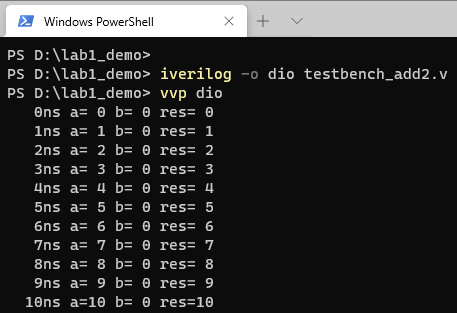 Windows PowerShell
PS D:\lab1_demo>
PS D:\lab1_demo> iverilog -o dio testbench_add2.v
PS D:\lab1_demo> vvp dio
   0ns a= 0 b= 0 res= 0
   1ns a= 1 b= 0 res= 1
   2ns a= 2 b= 0 res= 2
   3ns a= 3 b= 0 res= 3
   4ns a= 4 b= 0 res= 4
   5ns a= 5 b= 0 res= 5
   6ns a= 6 b= 0 res= 6
   7ns a= 7 b= 0 res= 7
   8ns a= 8 b= 0 res= 8
   9ns a= 9 b= 0 res= 9
  10ns a=10 b= 0 res=10